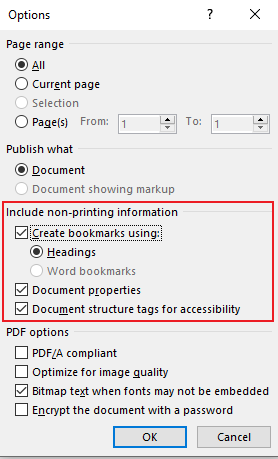 Options
? ×
Page range
All
Current page
Selection
Page(s) From: 1 To: 1
Publish what
Document
Document showing markup
Include non-printing information
Create bookmarks using:
Headings
Word bookmarks
Document properties
Document structure tags for accessibility
PDF options
PDF/A compliant
Optimize for image quality
Bitmap text when fonts may not be embedded
Encrypt the document with a password
OK Cancel